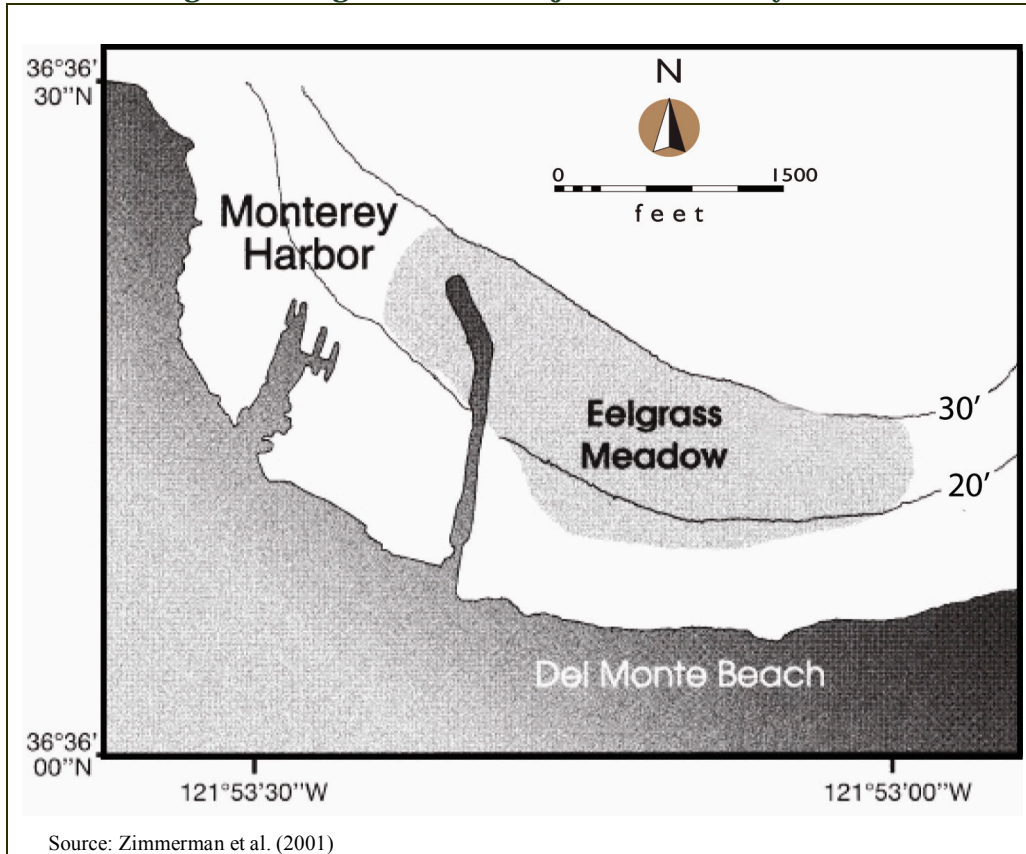 36°36'
30"N
N
0 1500
feet
Monterey
Harbor
Eelgrass
Meadow
30'
20'
Del Monte Beach
36°36'
00"N
121°53'30"W
121°53'00"W
Source: Zimmerman et al. (2001)